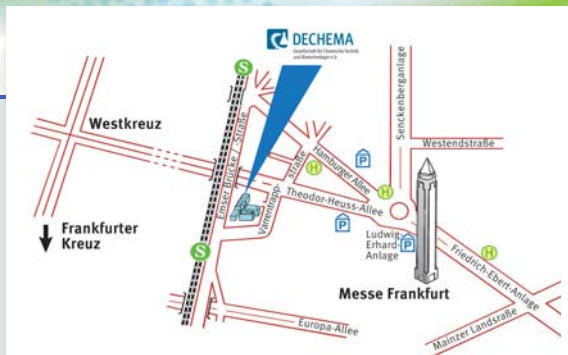 DECHEMA
Gesellschaft für Chemische Technik
und Biotechnologie e.V.
S
Senckenberganlage
Westkreuz
Westendstraße
Emser Brücke - Straße
Varrentrapp-
straße
Hamburger Allee
P
H
H
Theodor-Heuss-Allee
P
Frankfurter
Kreuz
S
Ludwig-
Erhard-
Anlage
P
H
Friedrich-Ebert-Anlage
Messe Frankfurt
Europa-Allee
Mainzer Landsraße